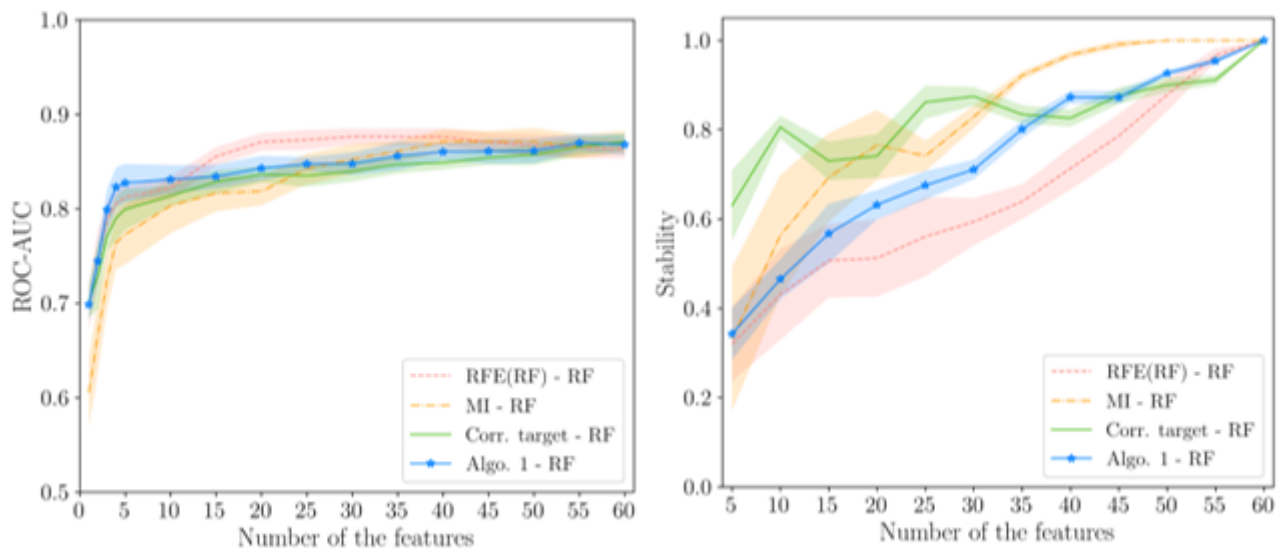 1.0
0.9
0.8
0.7
0.6
0.5
ROC-AUC
0 5 10 15 20 25 30 35 40 45 50 55 60
Number of the features
RFE(RF) - RF
MI - RF
Corr. target - RF
Algo. 1 - RF
1.0
0.8
0.6
0.4
0.2
0.0
Stability
5 10 15 20 25 30 35 40 45 50 55 60
Number of the features
RFE(RF) - RF
MI - RF
Corr. target - RF
Algo. 1 - RF